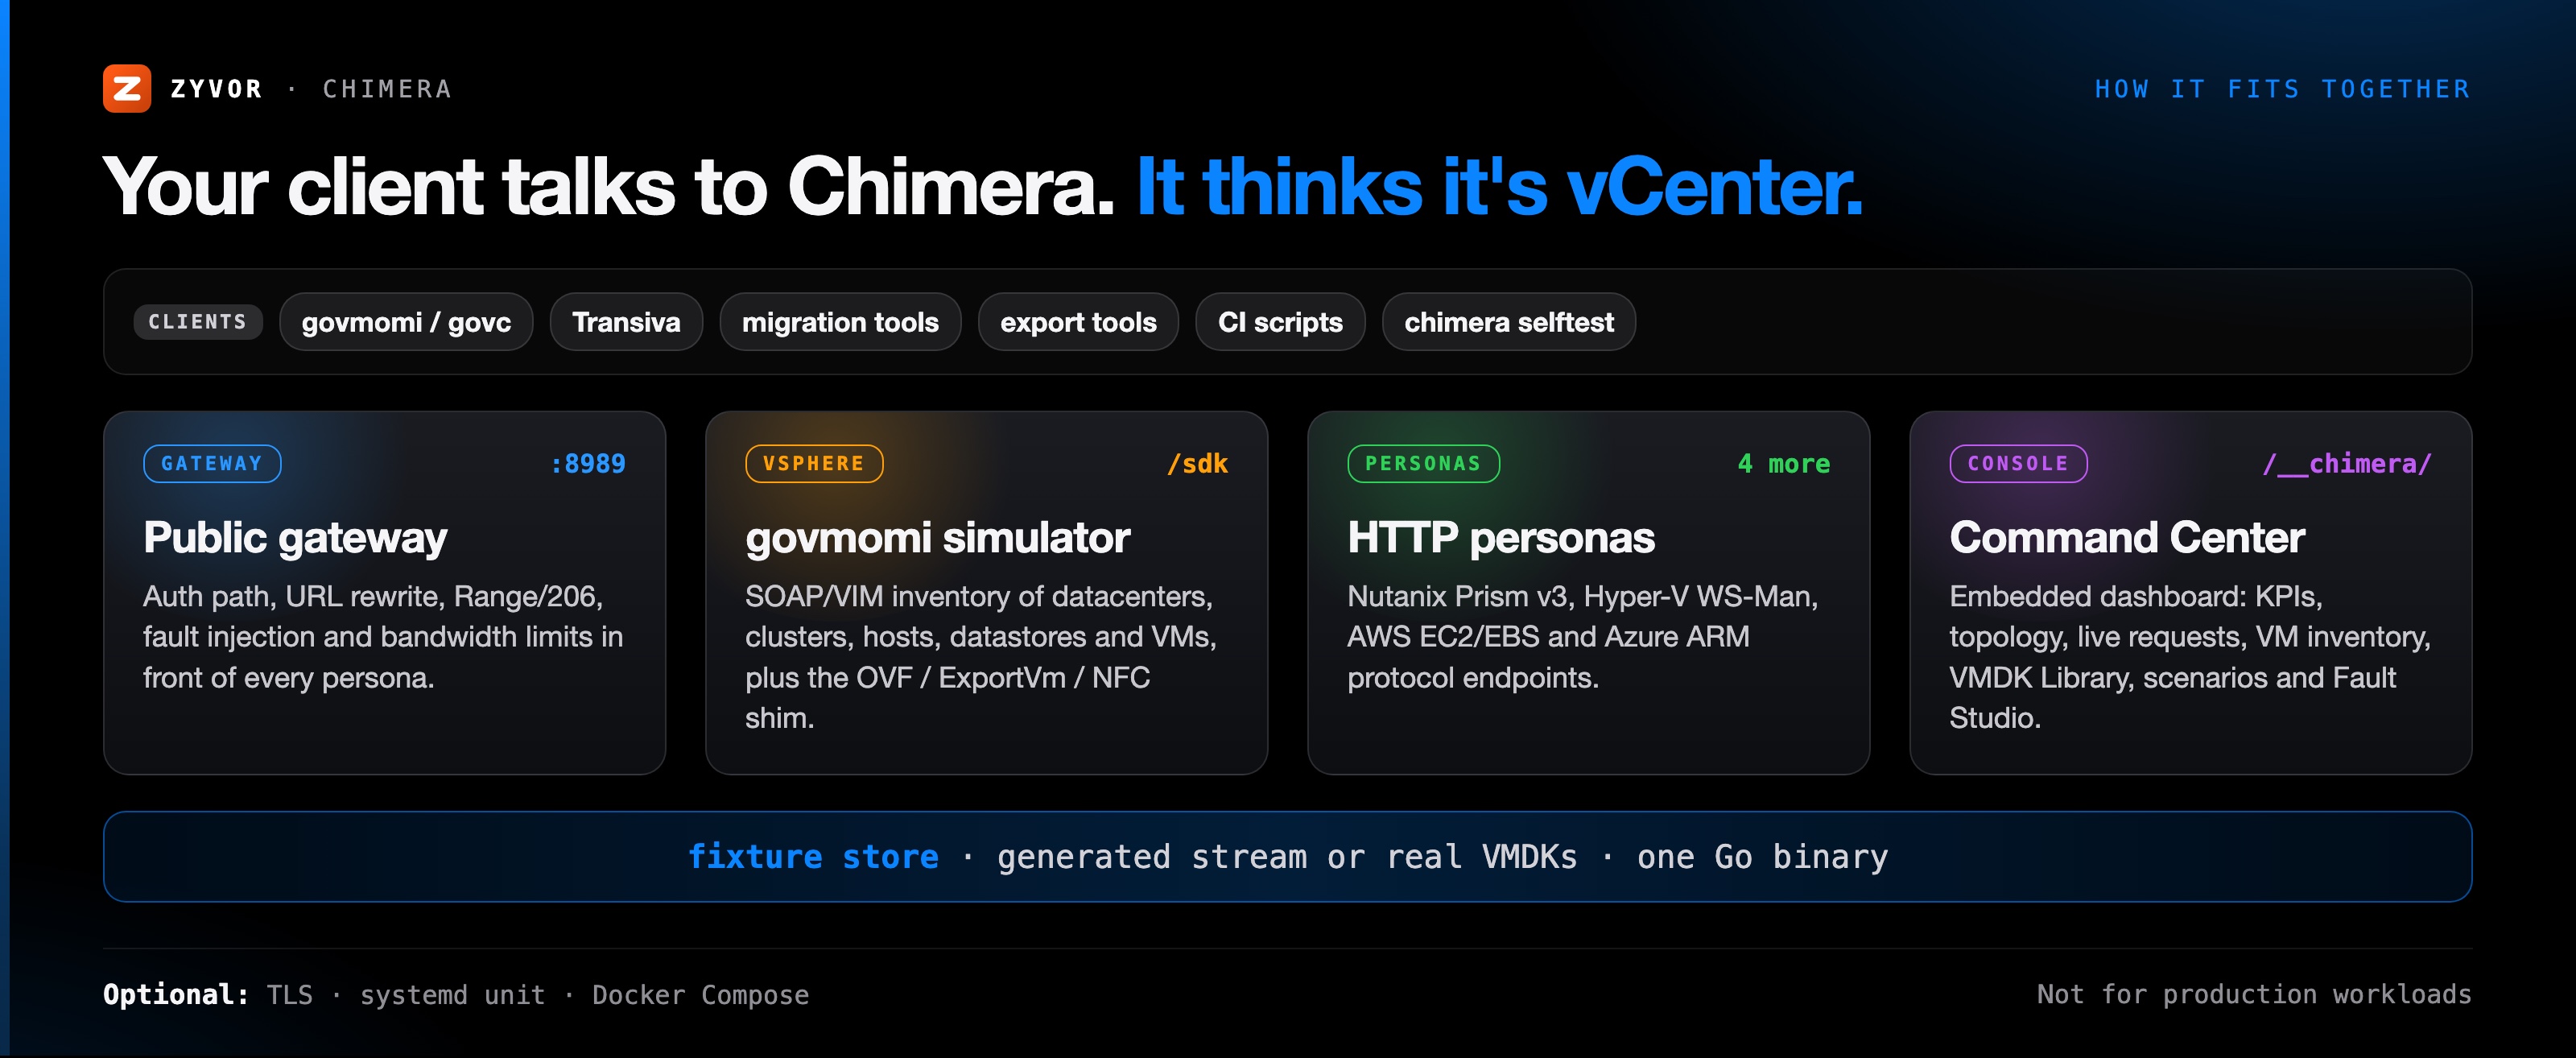 Z ZYVOR · CHIMERA
HOW IT FITS TOGETHER
Your client talks to Chimera. It thinks it's vCenter.
CLIENTS govmomi / govc Transiva migration tools export tools CI scripts chimera selftest
GATEWAY :8989
Public gateway
Auth path, URL rewrite, Range/206,
fault injection and bandwidth limits in
front of every persona.
VSPHERE /sdk
govmomi simulator
SOAP/VIM inventory of datacenters,
clusters, hosts, datastores and VMs,
plus the OVF / ExportVm / NFC
shim.
PERSONAS 4 more
HTTP personas
Nutanix Prism v3, Hyper-V WS-Man,
AWS EC2/EBS and Azure ARM
protocol endpoints.
CONSOLE /__chimera/
Command Center
Embedded dashboard: KPIs,
topology, live requests, VM inventory,
VMDK Library, scenarios and Fault
Studio.
fixture store · generated stream or real VMDKs · one Go binary
Optional: TLS · systemd unit · Docker Compose
Not for production workloads